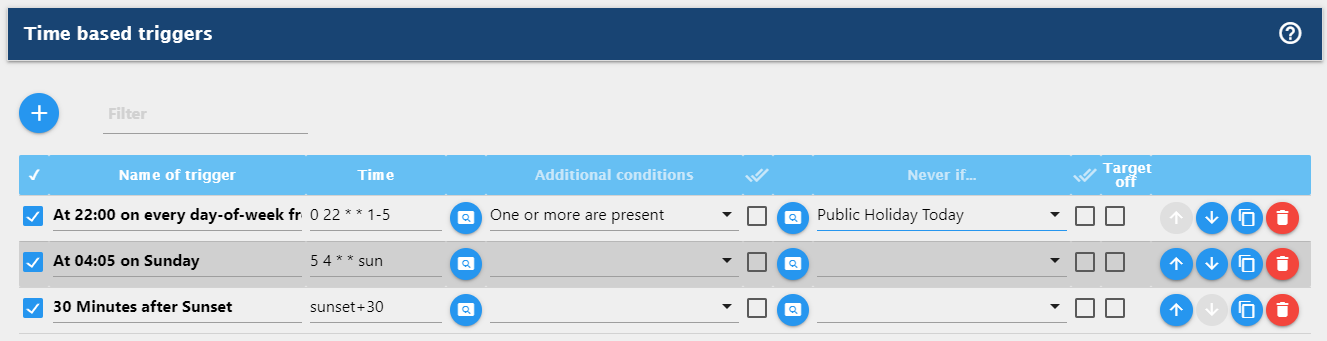 Time based triggers
Filter
Name of trigger Time Additional conditions Never if... Target off
At 22:00 on every day-of-week fr 0 22 * * 1-5 One or more are present Public Holiday Today
At 04:05 on Sunday 5 4 * * sun
30 Minutes after Sunset sunset+30